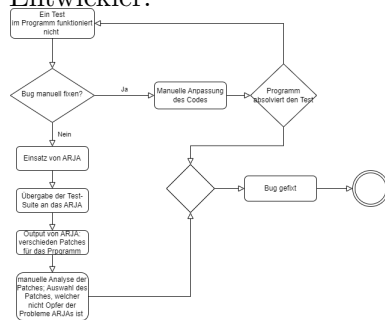 Entwickler.
Ein Test
im Programm funktioniert
nicht
Bug manuell fixen?
Ja
Manuelle Anpassung
des Codes
Programm
absolviert den Test
Nein
Einsatz von ARJA
Übergabe der Test-
Suite an das ARJA
Output von ARJA:
verschieden Patches
für das Programm
manuelle Analyse der
Patches; Auswahl des
Patches, welcher
nicht Opfer der
Probleme ARJAs ist
Bug gefixt